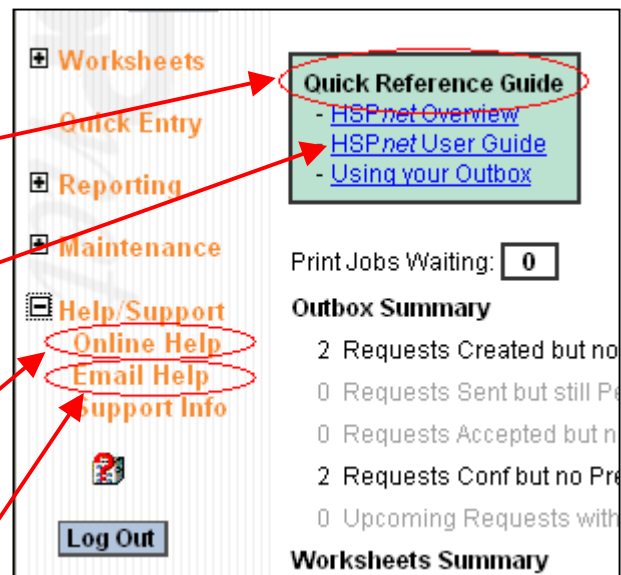 Worksheets
Quick Entry
Reporting
Maintenance
Help/Support
Online Help
Email Help
Support Info
Log Out
Quick Reference Guide
- HSPnet Overview
- HSPnet User Guide
- Using your Outbox
Print Jobs Waiting: 0
Outbox Summary
2 Requests Created but no
0 Requests Sent but still Pe
0 Requests Accepted but n
2 Requests Conf but no Pre
0 Upcoming Requests with
Worksheets Summary